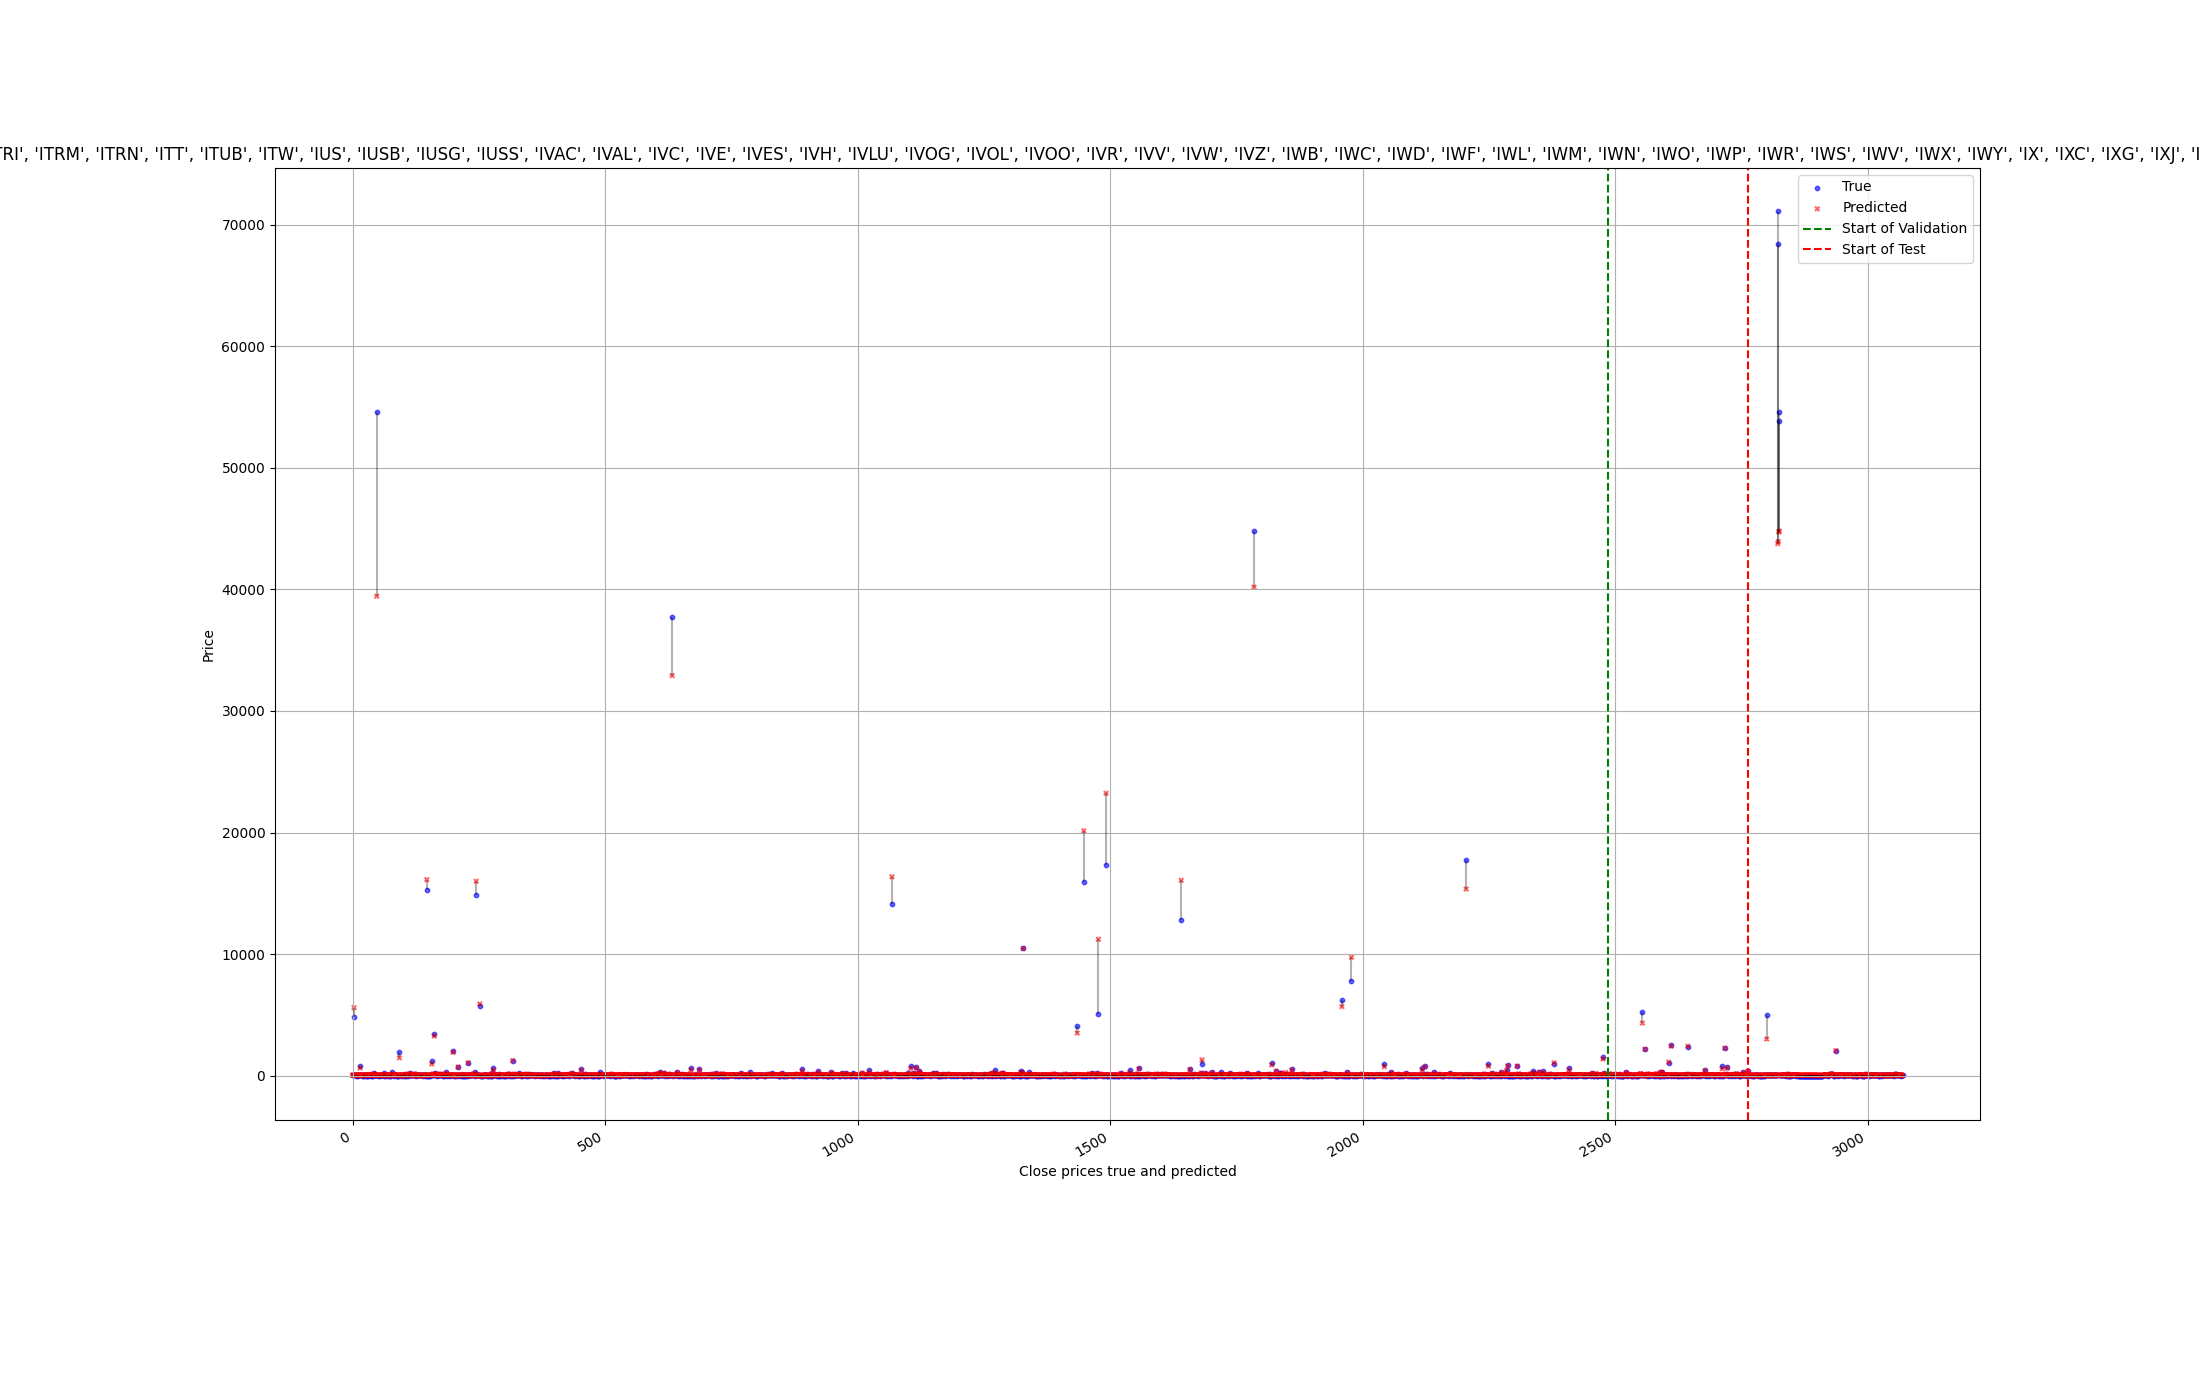 RI', 'ITRM', 'ITRN', 'ITT', 'ITUB', 'ITW', 'IUS', 'IUSB', 'IUSG', 'IUSS', 'IVAC', 'IVAL', 'IVC', 'IVE', 'IVES', 'IVH', 'IVLU', 'IVOG', 'IVOL', 'IVOO', 'IVR', 'IVV', 'IVW', 'IVZ', 'IWB', 'IWC', 'IWD', 'IWF', 'IWL', 'IWM', 'IWN', 'IWO', 'IWP', 'IWR', 'IWS', 'IWV', 'IWX', 'IWY', 'IX', 'IXC', 'IXG', 'IXJ',
True
Predicted
Start of Validation
Start of Test
70000
60000
50000
40000
30000
20000
10000
0
Price
0
500
1000
1500
2000
2500
3000
Close prices true and predicted